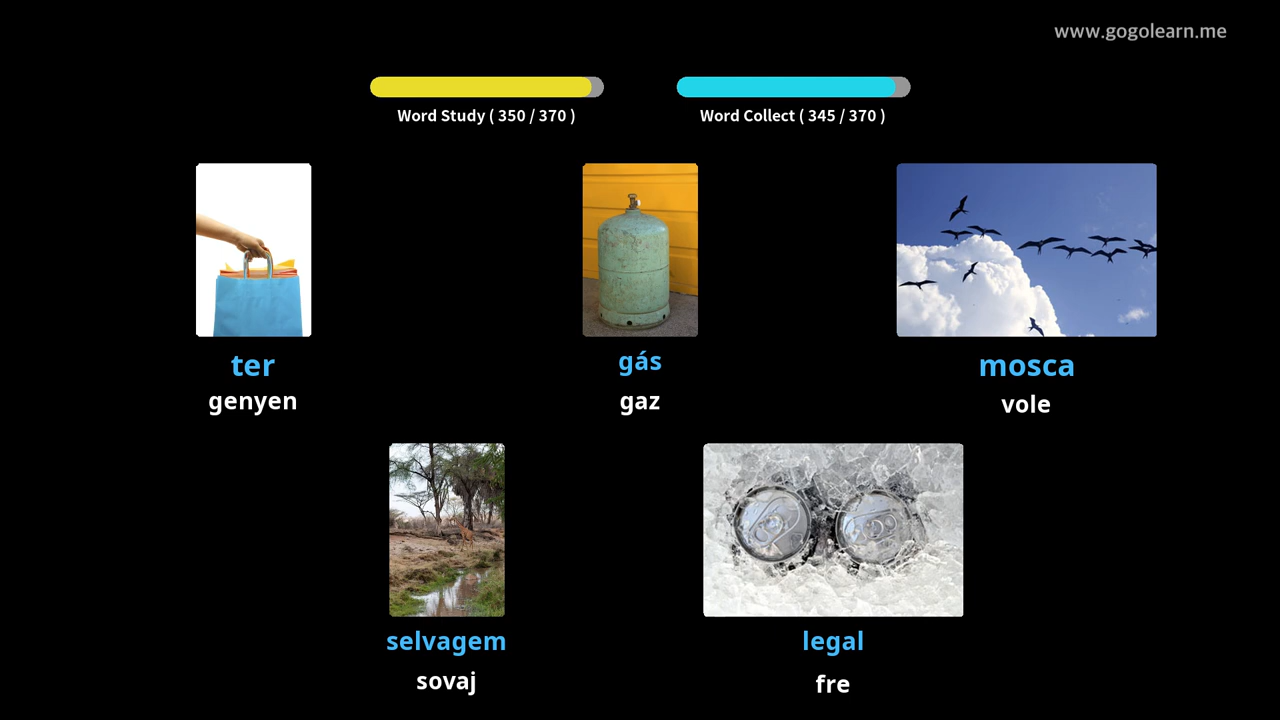 www.gogolearn.me
Word Study ( 350 / 370 )
Word Collect ( 345 / 370 )
ter
genyen
gás
gaz
mosca
vole
selvagem
sovaj
legal
fre